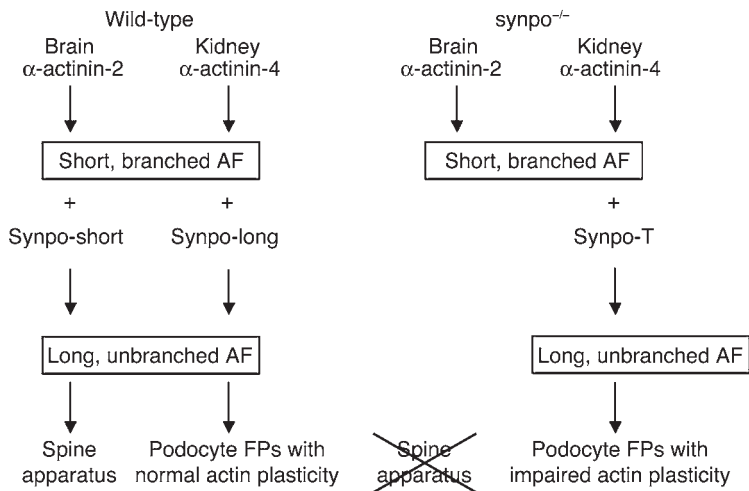 Wild-type
Brain
α-actinin-2
Kidney
α-actinin-4
Short, branched AF
+
+
Synpo-short
Synpo-long
Long, unbranched AF
Spine
apparatus
Podocyte FPs with
normal actin plasticity
synpo⁻/⁻
Brain
α-actinin-2
Kidney
α-actinin-4
Short, branched AF
+
Synpo-T
Long, unbranched AF
Spine
apparatus
Podocyte FPs with
impaired actin plasticity